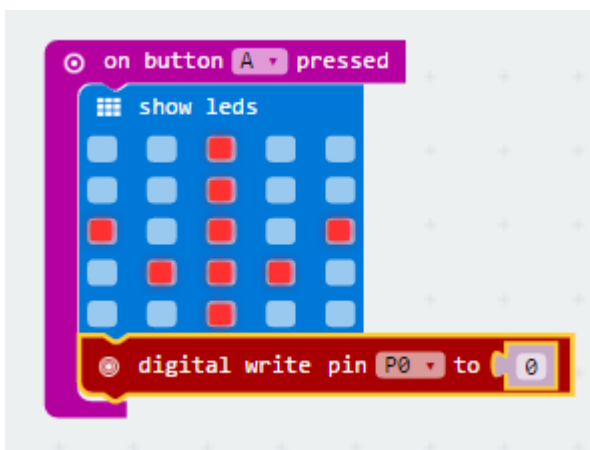 on button A pressed
show leds
digital write pin P0 to 0